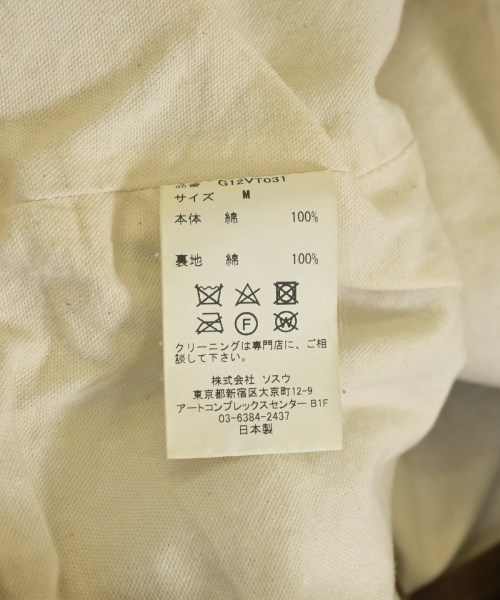 品番 G12VT031
サイズ M
本体 綿 100%
裏地 綿 100%
クリーニングは専門店に、ご相
談して下さい。
株式会社 ソスウ
東京都新宿区大京町12-9
アートコンプレックスセンター B1F
03-6384-2437
日本製